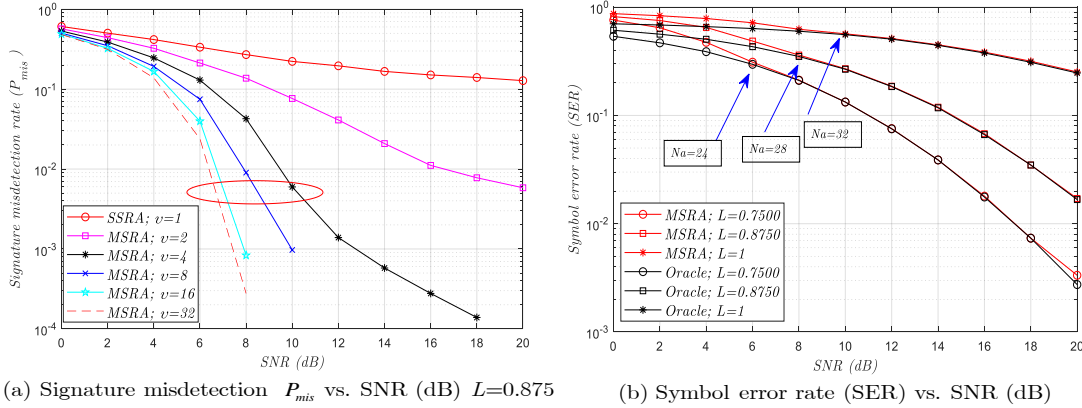 10^0
10^-1
10^-2
10^-3
10^-4
Signature misdetection rate (P_mis)
SSRA; υ=1
MSRA; υ=2
MSRA; υ=4
MSRA; υ=8
MSRA; υ=16
MSRA; υ=32
0 2 4 6 8 10 12 14 16 18 20
SNR (dB)
(a) Signature misdetection P_mis vs. SNR (dB) L=0.875
10^0
10^-1
10^-2
10^-3
Symbol error rate (SER)
Na=24
Na=28
Na=32
MSRA; L=0.7500
MSRA; L=0.8750
MSRA; L=1
Oracle; L=0.7500
Oracle; L=0.8750
Oracle; L=1
0 2 4 6 8 10 12 14 16 18 20
SNR (dB)
(b) Symbol error rate (SER) vs. SNR (dB)